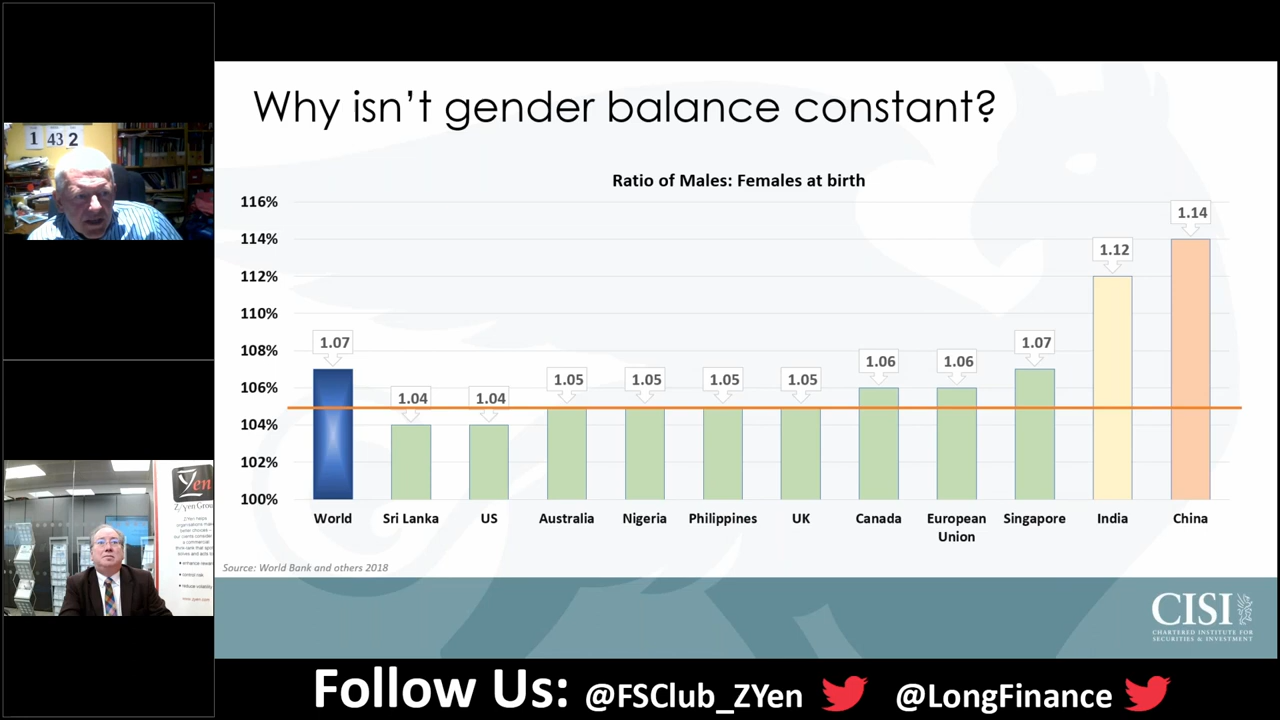 Why isn't gender balance constant?
Ratio of Males: Females at birth
116%
114%
112%
110%
108%
106%
104%
102%
100%
1.07
1.04
1.04
1.05
1.05
1.05
1.05
1.06
1.06
1.07
1.12
1.14
World
Sri Lanka
US
Australia
Nigeria
Philippines
UK
Canada
European
Union
Singapore
India
China
Source: World Bank and others 2018
CISI
CHARTERED INSTITUTE FOR
SECURITIES & INVESTMENT
1 43 2
Zyen
Z/Yen Grou
Follow Us: @FSClub_ZYen @LongFinance